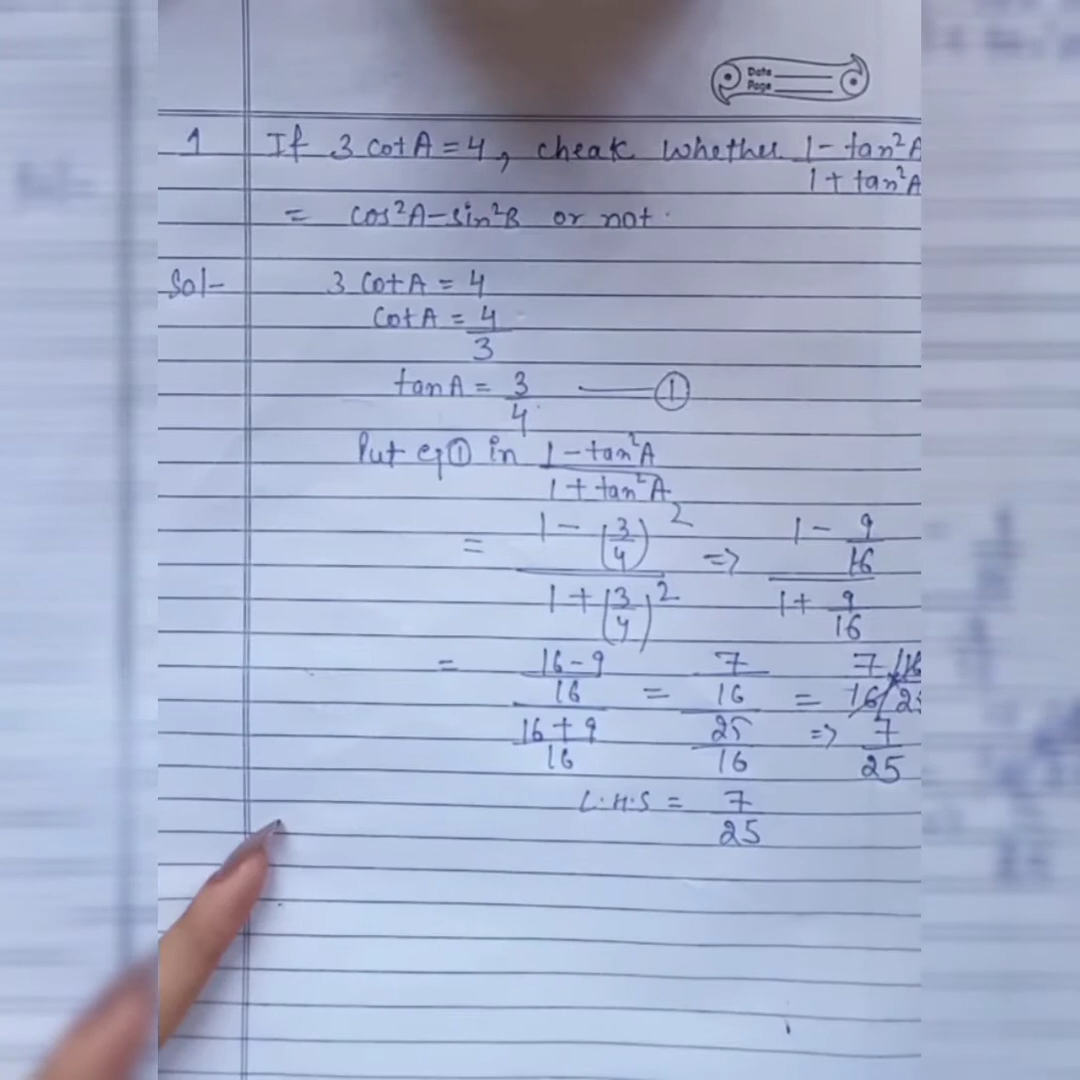 Date
Page
1 If 3 cot A = 4, cheak whether 1 - tan²A / 1 + tan²A
= cos²A - sin²B or not.
Sol- 3 cot A = 4
cot A = 4/3
tan A = 3/4 —— ①
Put eq ① in 1 - tan²A / 1 + tan²A
= 1 - (3/4)² / 1 + (3/4)² => 1 - 9/16 / 1 + 9/16
= 16 - 9/16 / 16 + 9/16 = 7/16 / 25/16 = 7/16 × 16/2
=> 7/25
L.H.S = 7/25